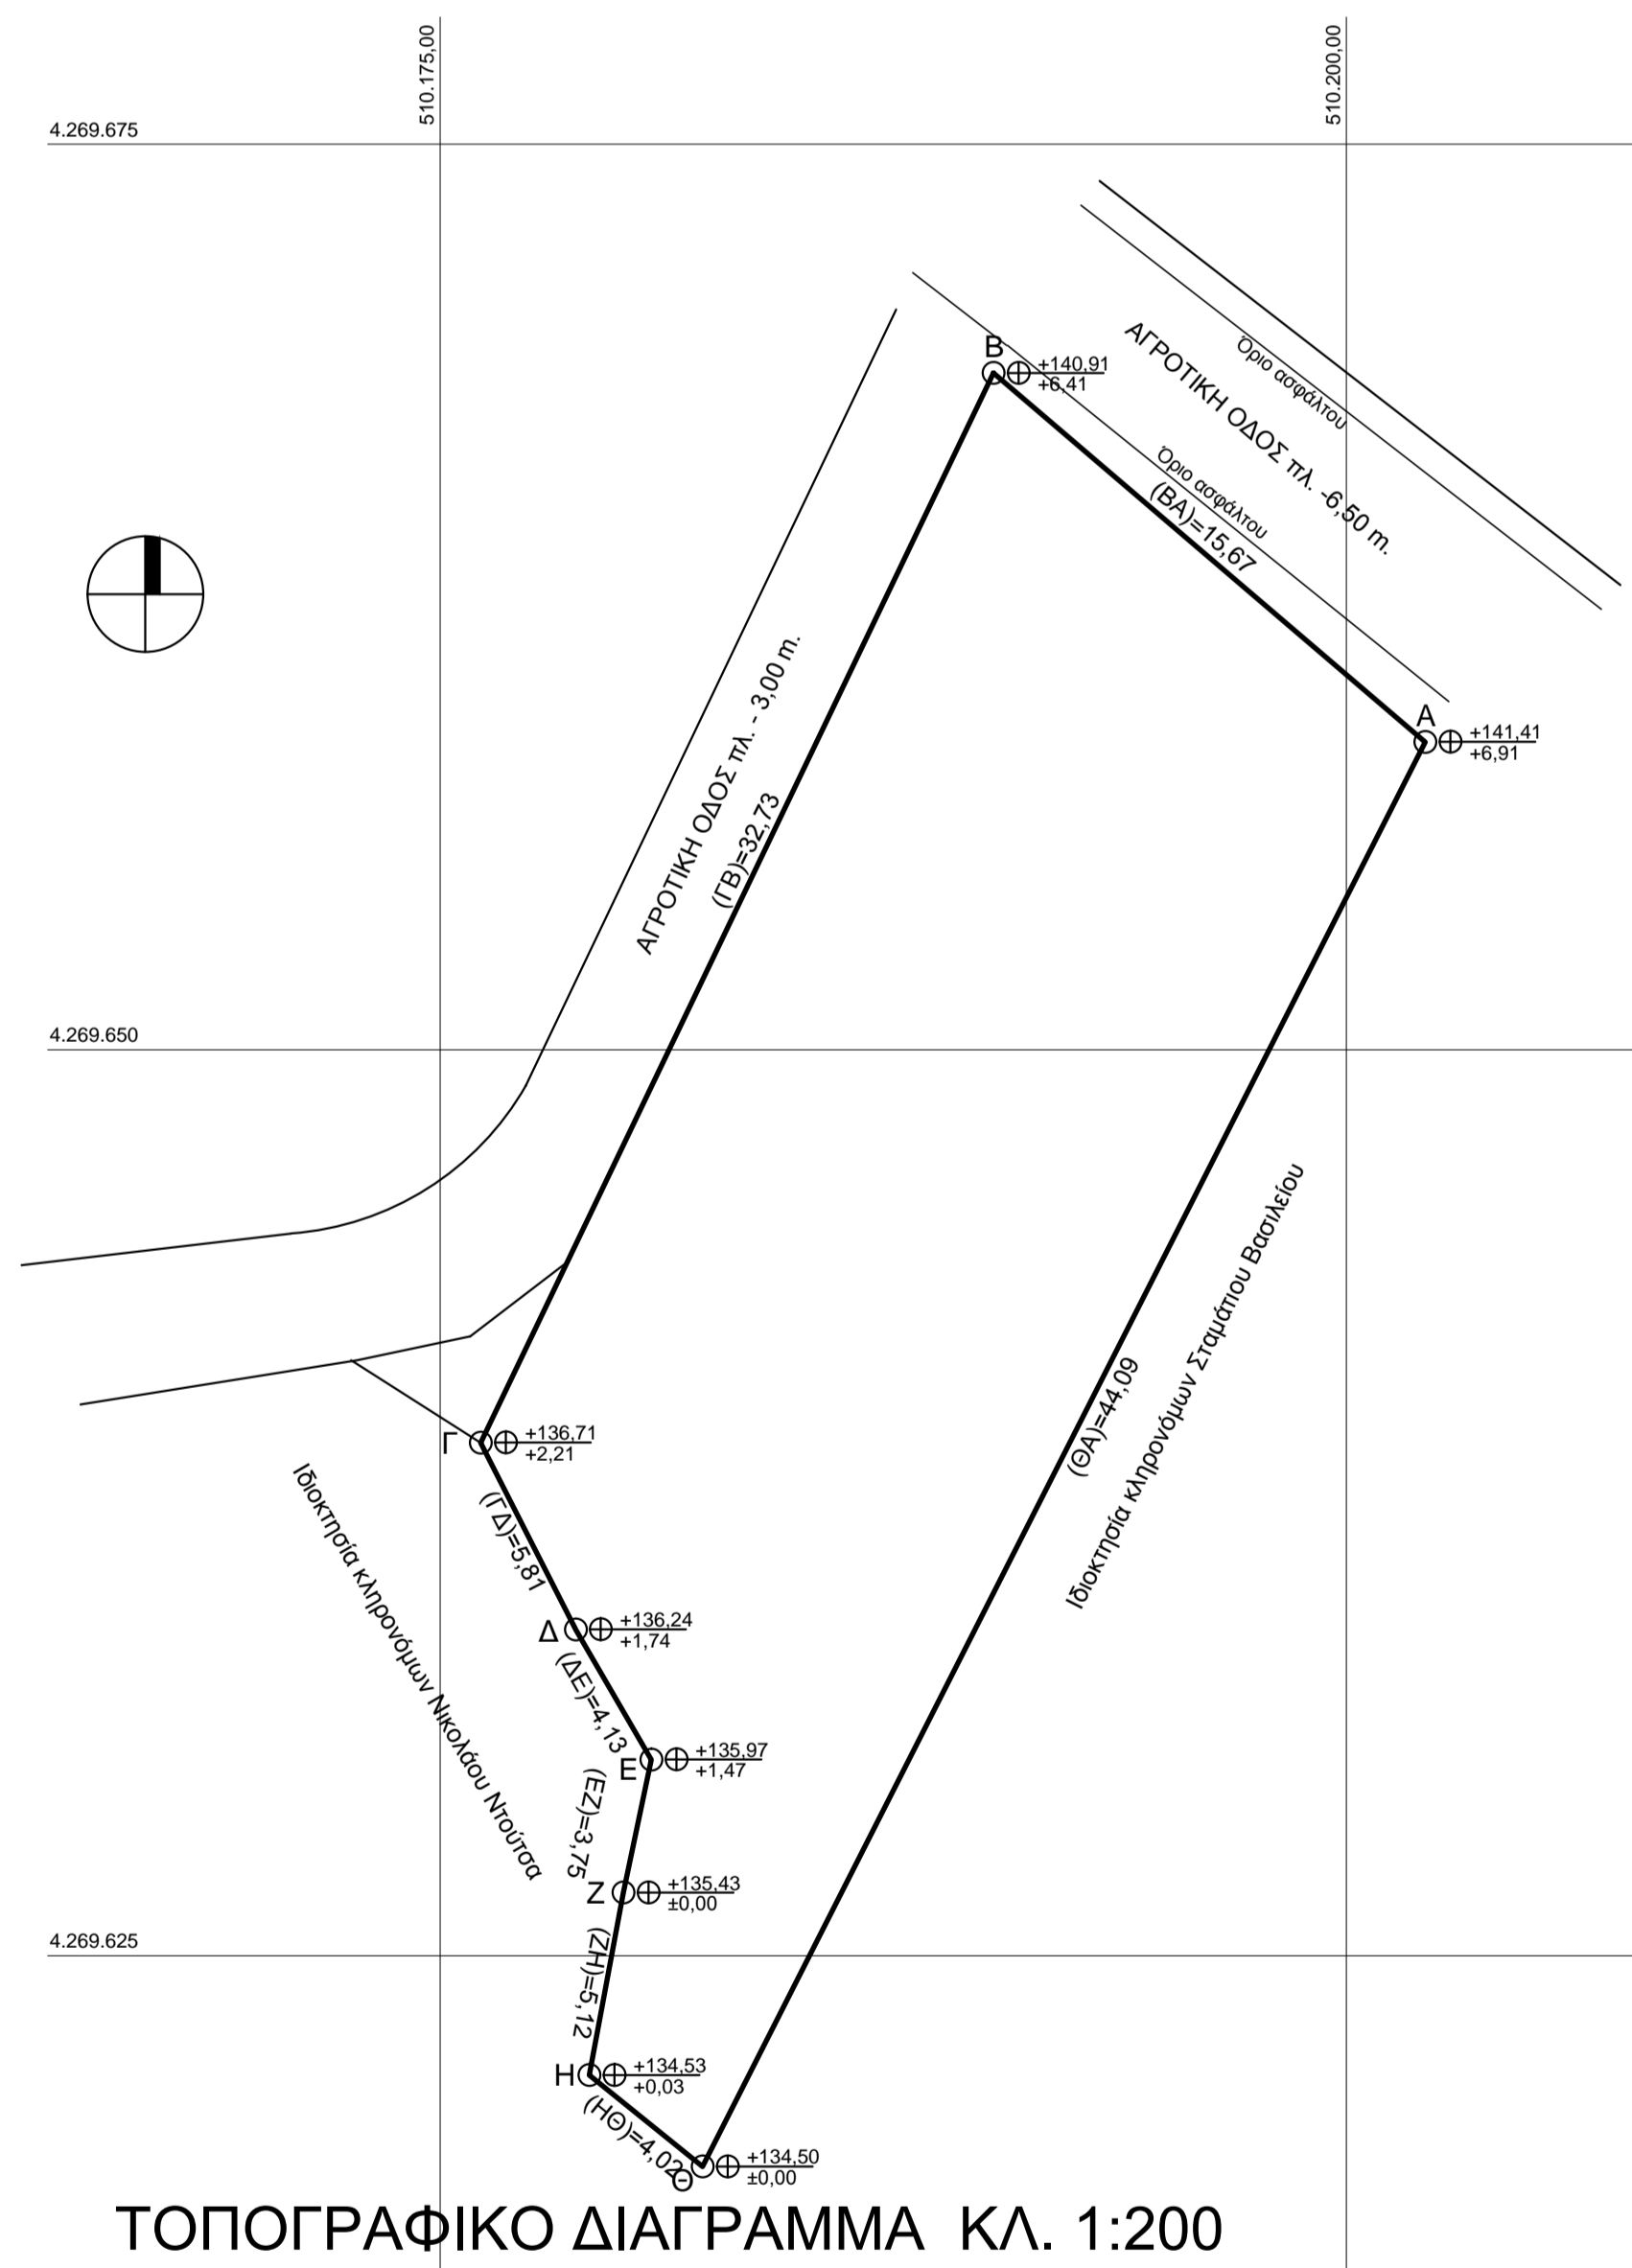 510.175,00
510.200,00
4.269.675
ΑΓΡΟΤΙΚΗ ΟΔΟΣ πλ. -6,50 m.
Όριο ασφάλτου
Β
+140,91
+6,41
Όριο ασφάλτου
(ΒΑ)=15,67
Α
+141,41
+6,91
ΑΓΡΟΤΙΚΗ ΟΔΟΣ πλ. - 3,00 m.
(ΓΒ)=32,73
4.269.650
Ιδιοκτησία κληρονόμων Σταμάτιου Βασιλείου
(ΘΑ)=44,09
Γ
+136,71
+2,21
Ιδιοκτησία κληρονόμων Νικολάου Ντούτσα
(ΓΔ)=5,81
Δ
+136,24
+1,74
(ΔΕ)=4,13
Ε
+135,97
+1,47
(ΕΖ)=3,75
Ζ
+135,43
±0,00
4.269.625
(ΖΗ)=5,12
Η
+134,53
+0,03
(ΗΘ)=4,02
Θ
+134,50
±0,00
ΤΟΠΟΓΡΑΦΙΚΟ ΔΙΑΓΡΑΜΜΑ ΚΛ. 1:200